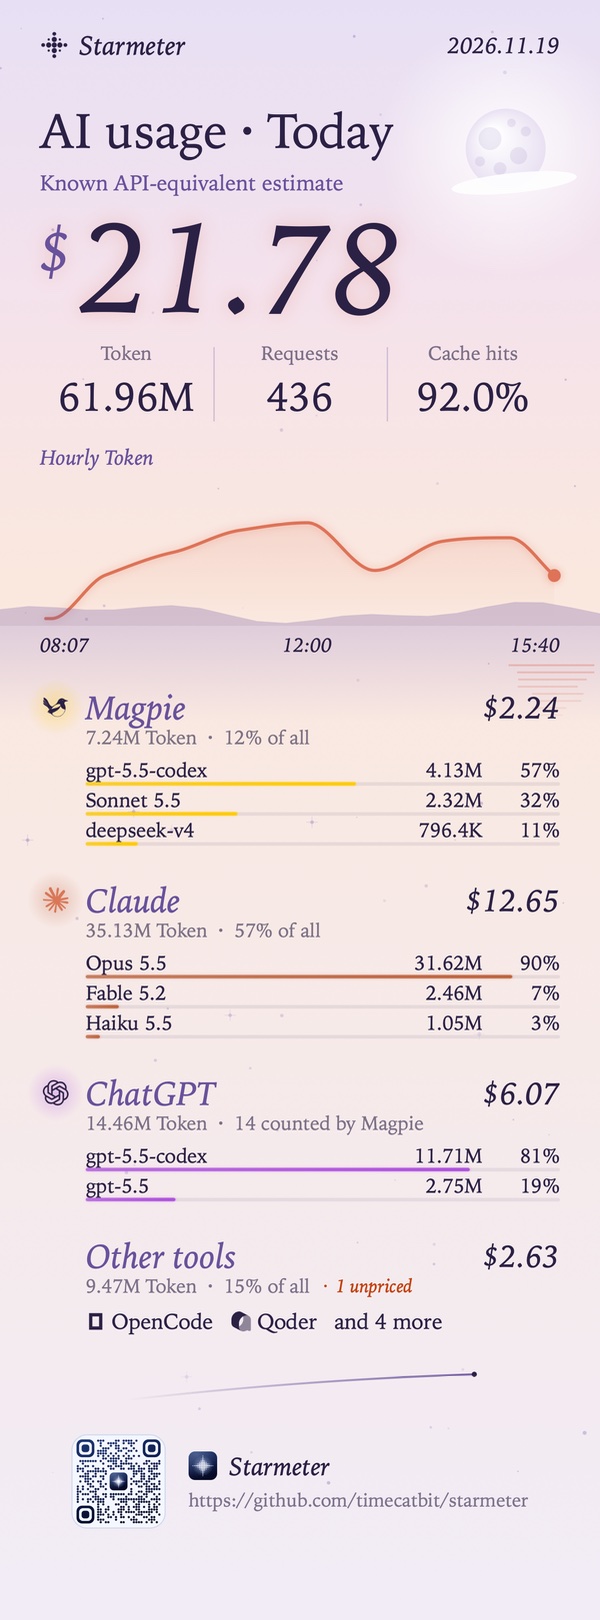 Starmeter 2026.11.19
AI usage · Today
Known API-equivalent estimate
$21.78
Token Requests Cache hits
61.96M 436 92.0%
Hourly Token
08:07 12:00 15:40
Magpie $2.24
7.24M Token · 12% of all
gpt-5.5-codex 4.13M 57%
Sonnet 5.5 2.32M 32%
deepseek-v4 796.4K 11%
Claude $12.65
35.13M Token · 57% of all
Opus 5.5 31.62M 90%
Fable 5.2 2.46M 7%
Haiku 5.5 1.05M 3%
ChatGPT $6.07
14.46M Token · 14 counted by Magpie
gpt-5.5-codex 11.71M 81%
gpt-5.5 2.75M 19%
Other tools $2.63
9.47M Token · 15% of all · 1 unpriced
OpenCode Qoder and 4 more
Starmeter
https://github.com/timecatbit/starmeter